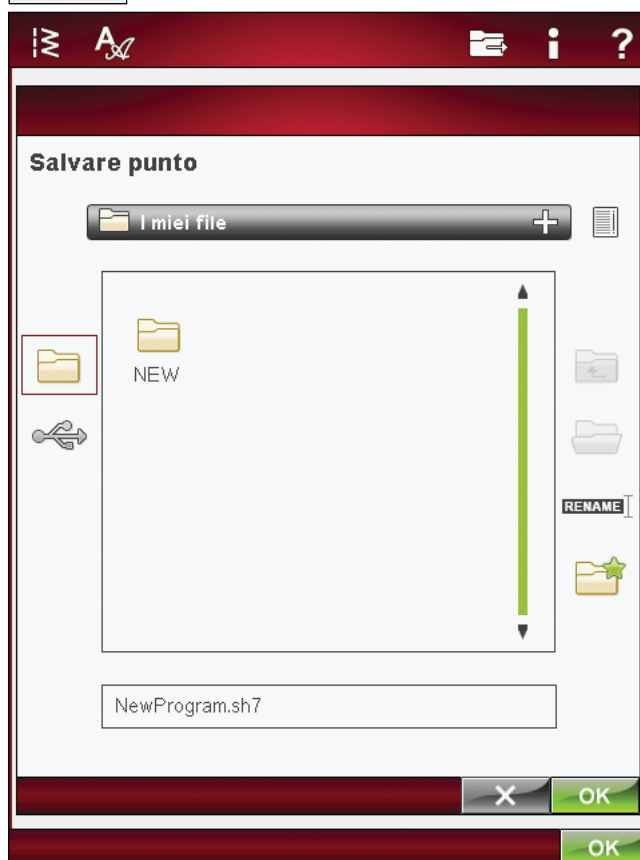 Salvare punto
I miei file
NEW
RENAME
NewProgram.sh7
OK
OK